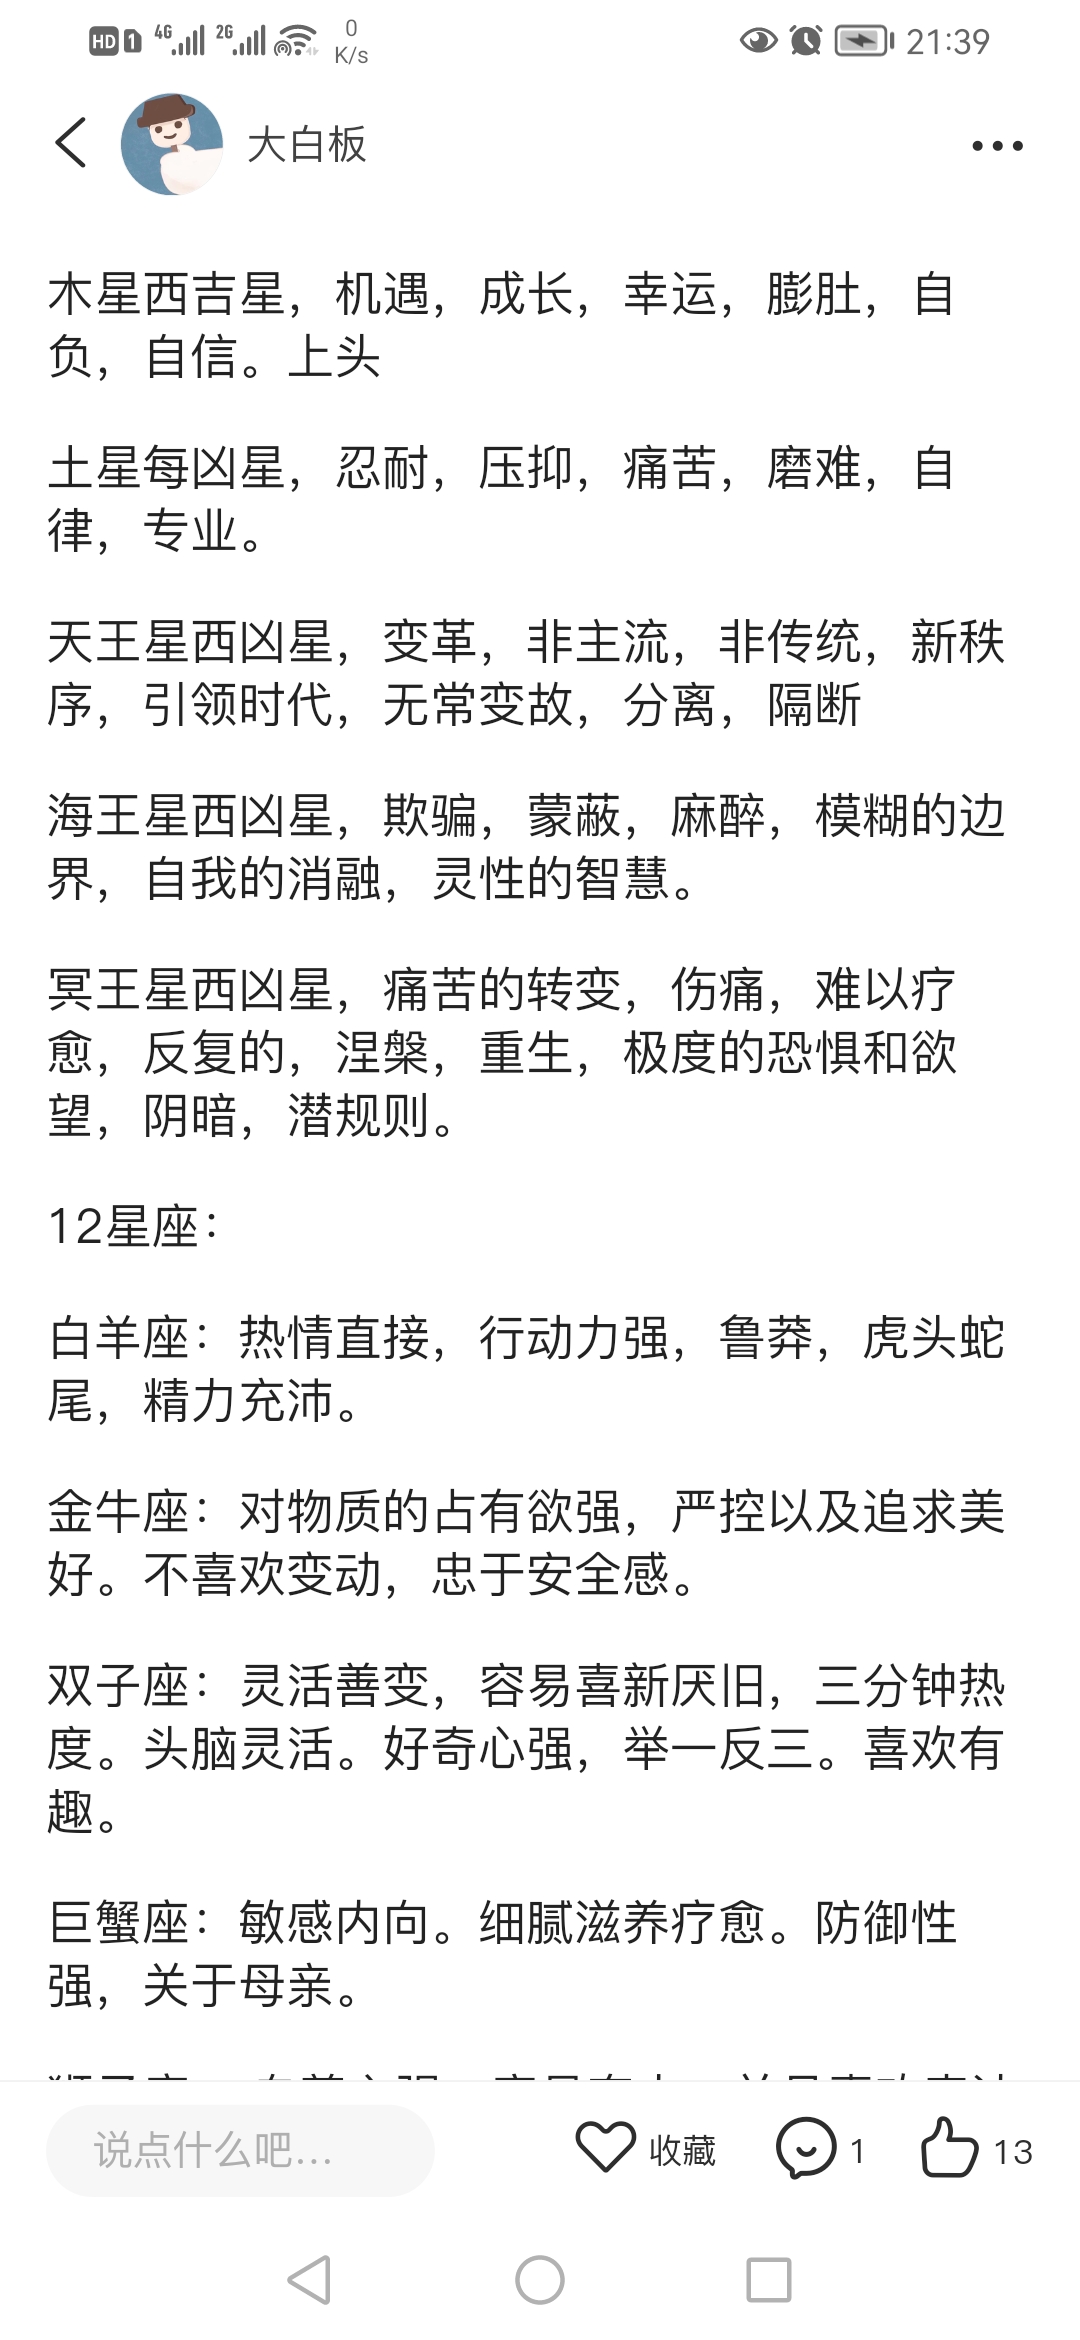 HD 1 4G 2G 0 K/s 21:39
大白板
木星西吉星，机遇，成长，幸运，膨肚，自
负，自信。上头
土星每凶星，忍耐，压抑，痛苦，磨难，自
律，专业。
天王星西凶星，变革，非主流，非传统，新秩
序，引领时代，无常变故，分离，隔断
海王星西凶星，欺骗，蒙蔽，麻醉，模糊的边
界，自我的消融，灵性的智慧。
冥王星西凶星，痛苦的转变，伤痛，难以疗
愈，反复的，涅槃，重生，极度的恐惧和欲
望，阴暗，潜规则。
12星座：
白羊座：热情直接，行动力强，鲁莽，虎头蛇
尾，精力充沛。
金牛座：对物质的占有欲强，严控以及追求美
好。不喜欢变动，忠于安全感。
双子座：灵活善变，容易喜新厌旧，三分钟热
度。头脑灵活。好奇心强，举一反三。喜欢有
趣。
巨蟹座：敏感内向。细腻滋养疗愈。防御性
强，关于母亲。
说点什么吧... 收藏 1 13